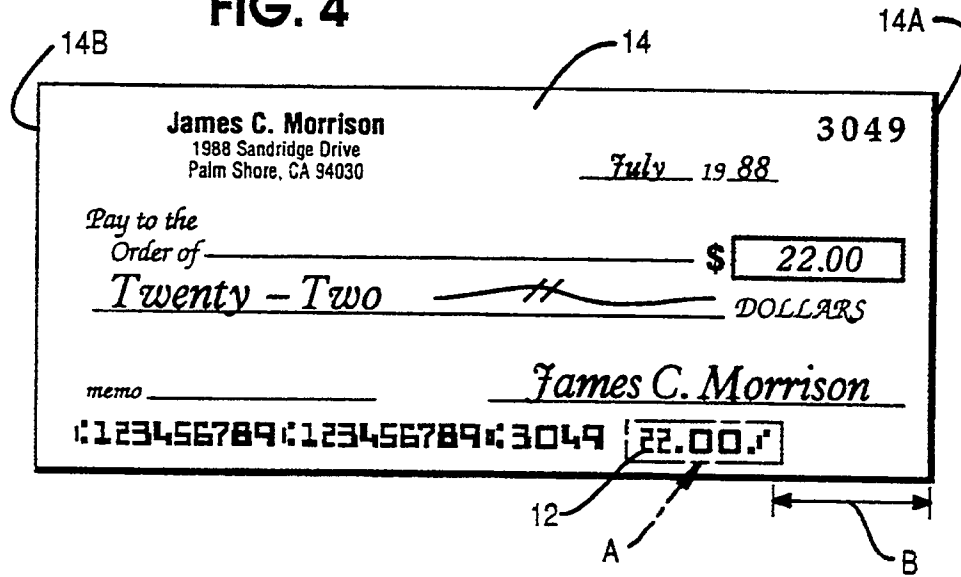 FIG. 4
14B
14
14A
James C. Morrison
3049
1988 Sandridge Drive
Palm Shore, CA 94030
July 19 88
Pay to the
Order of
$ 22.00
Twenty – Two
DOLLARS
memo
James C. Morrison
⑆123456789⑆123456789⑈3049 22.00⑇
12
A
B